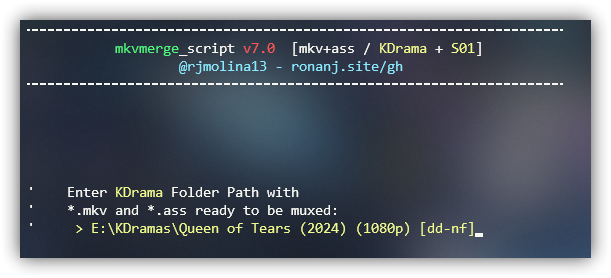 mkvmerge_script v7.0 [mkv+ass / KDrama + S01]
@rjmolina13 - ronanj.site/gh
' Enter KDrama Folder Path with
' *.mkv and *.ass ready to be muxed:
' > E:\KDramas\Queen of Tears (2024) (1080p) [dd-nf]_